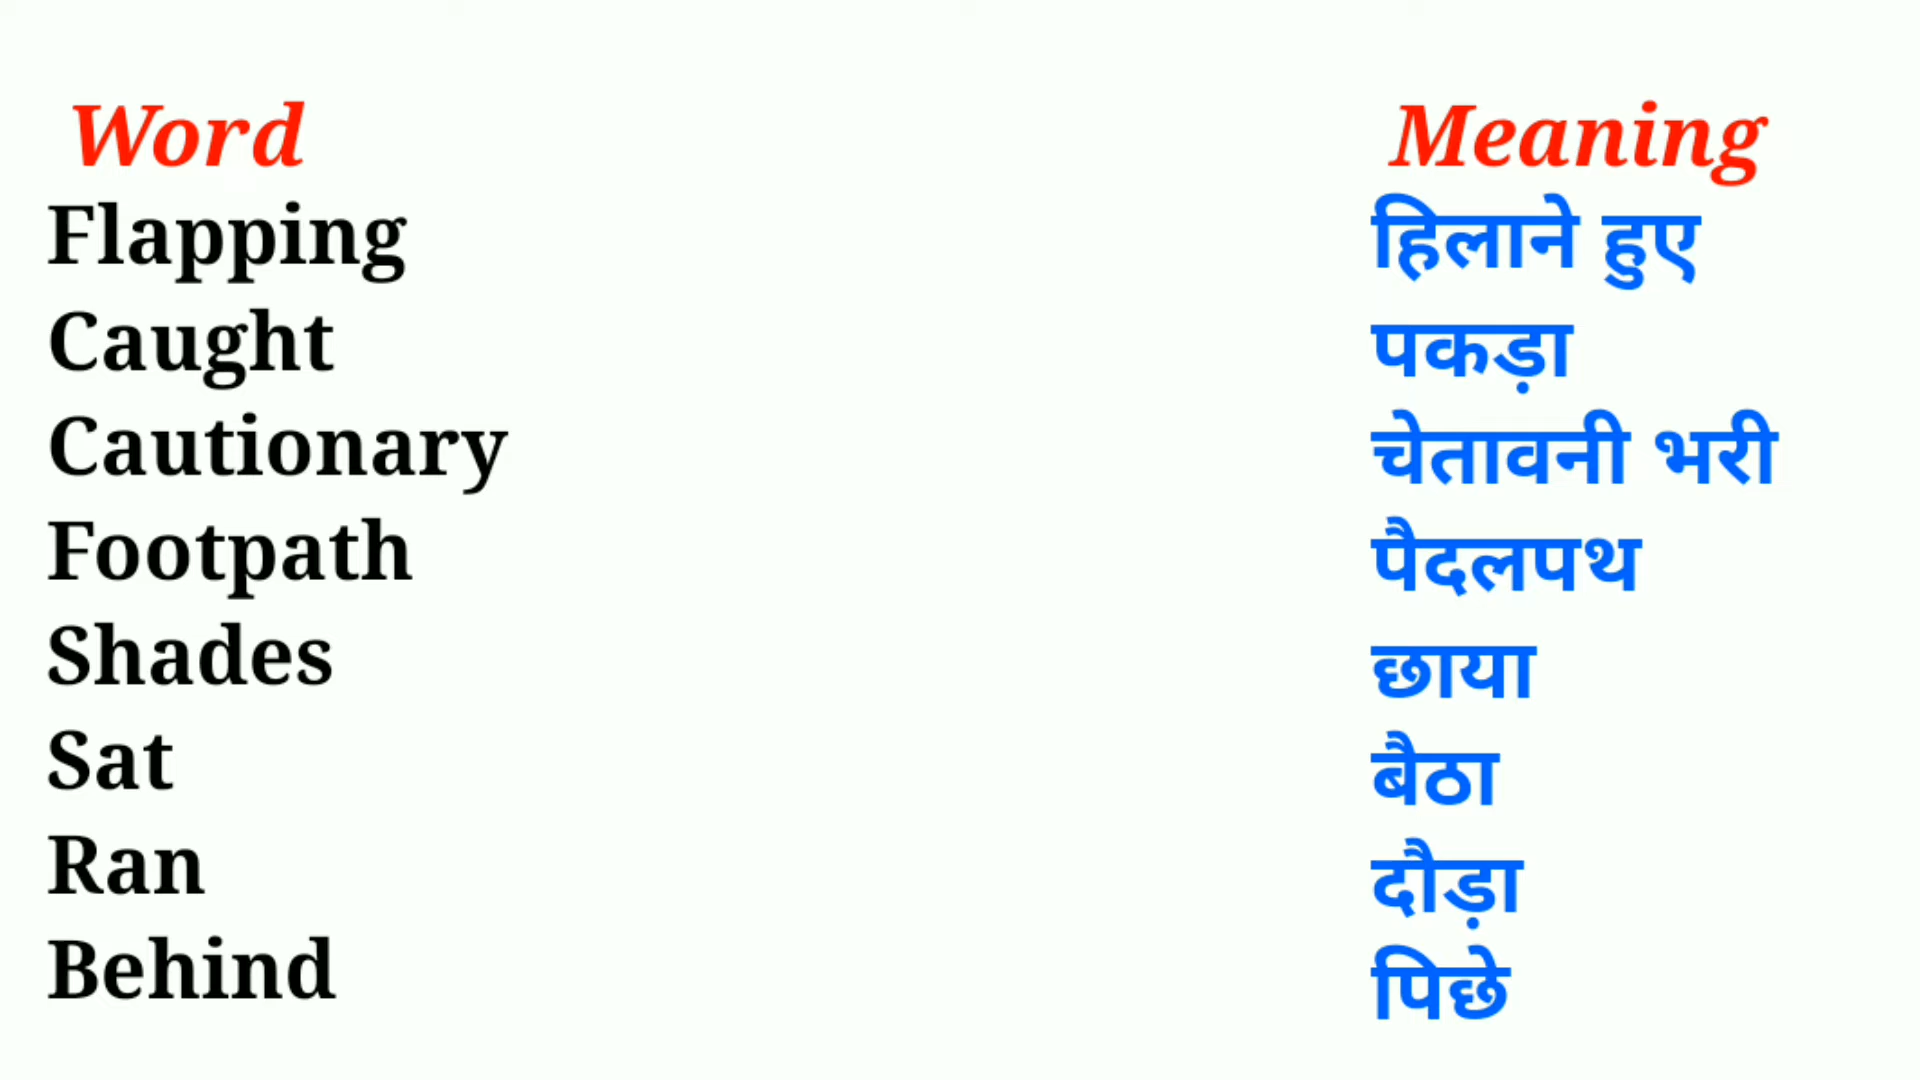 Word Meaning
Flapping हिलाने हुए
Caught पकड़ा
Cautionary चेतावनी भरी
Footpath पैदलपथ
Shades छाया
Sat बैठा
Ran दौड़ा
Behind पिछे